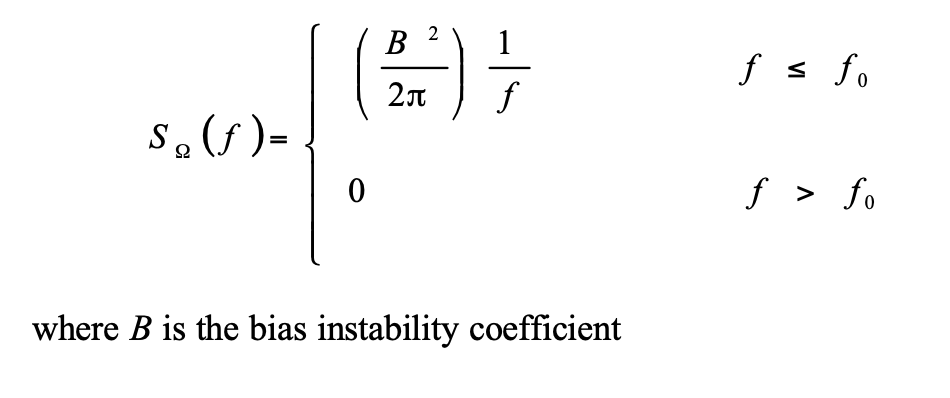 S_Ω(f) = { (B²/2π) 1/f    f ≤ f₀
0    f > f₀
where B is the bias instability coefficient